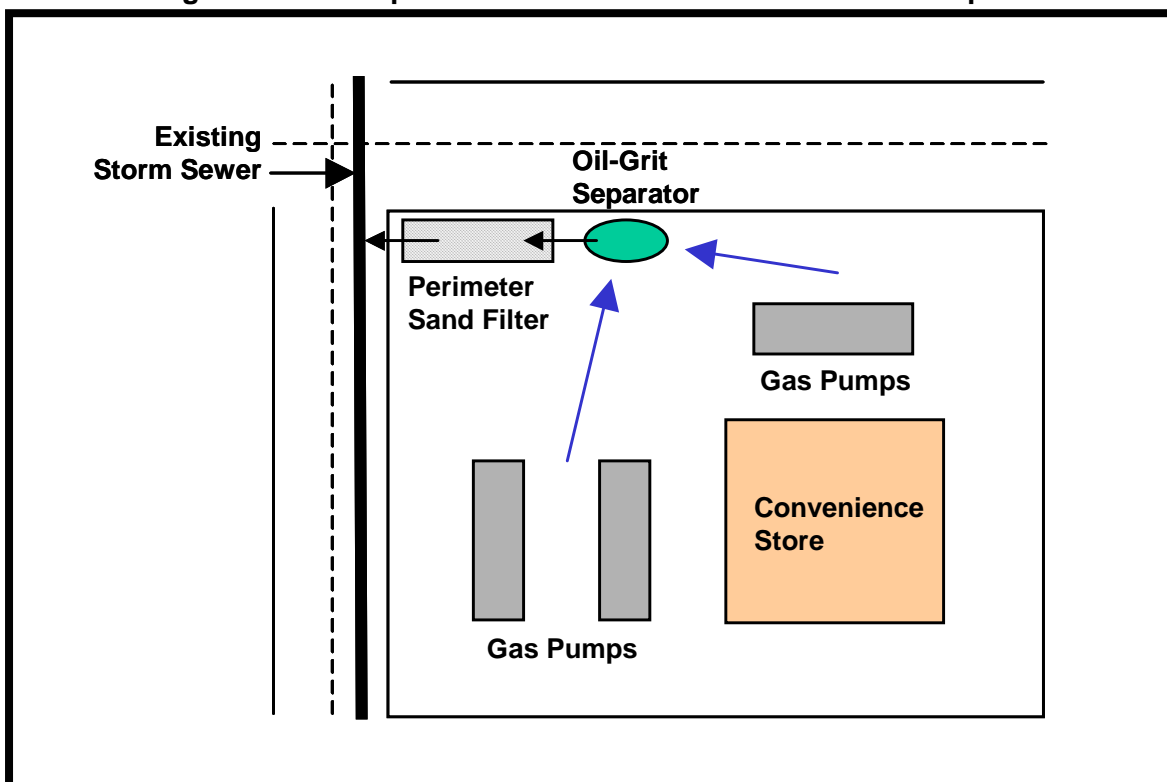 Existing
Storm Sewer
Oil-Grit
Separator
Perimeter
Sand Filter
Gas Pumps
Convenience
Store
Gas Pumps